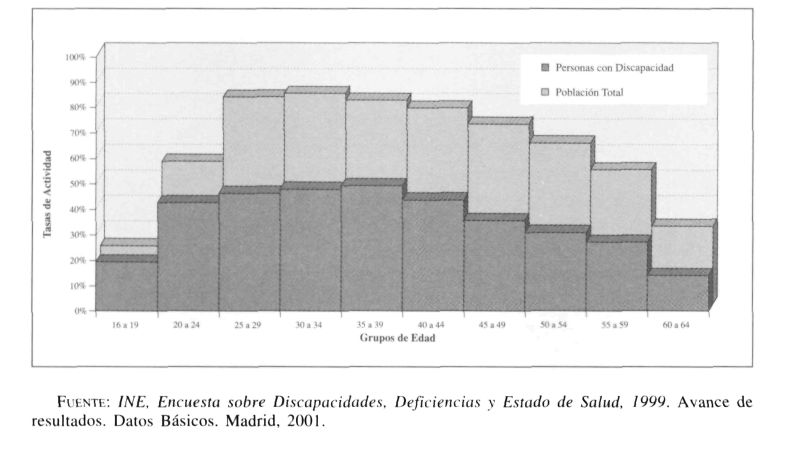 100%
90%
80%
70%
60%
50%
40%
30%
20%
10%
0%
Tasas de Actividad
Personas con Discapacidad
Población Total
16 a 19 20 a 24 25 a 29 30 a 34 35 a 39 40 a 44 45 a 49 50 a 54 55 a 59 60 a 64
Grupos de Edad
FUENTE: INE, Encuesta sobre Discapacidades, Deficiencias y Estado de Salud, 1999. Avance de
resultados. Datos Básicos. Madrid, 2001.